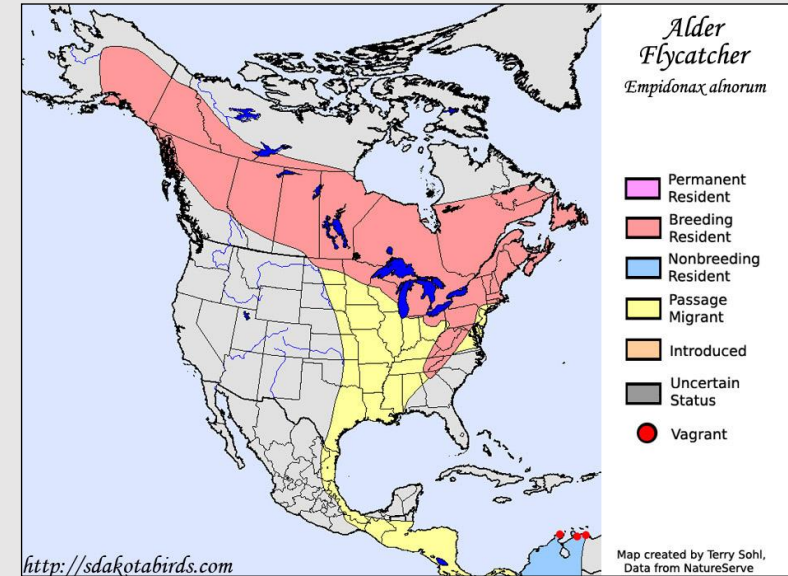 Alder
Flycatcher
Empidonax alnorum
Permanent
Resident
Breeding
Resident
Nonbreeding
Resident
Passage
Migrant
Introduced
Uncertain
Status
Vagrant
Map created by Terry Sohl,
Data from NatureServe
http://sdakotabirds.com